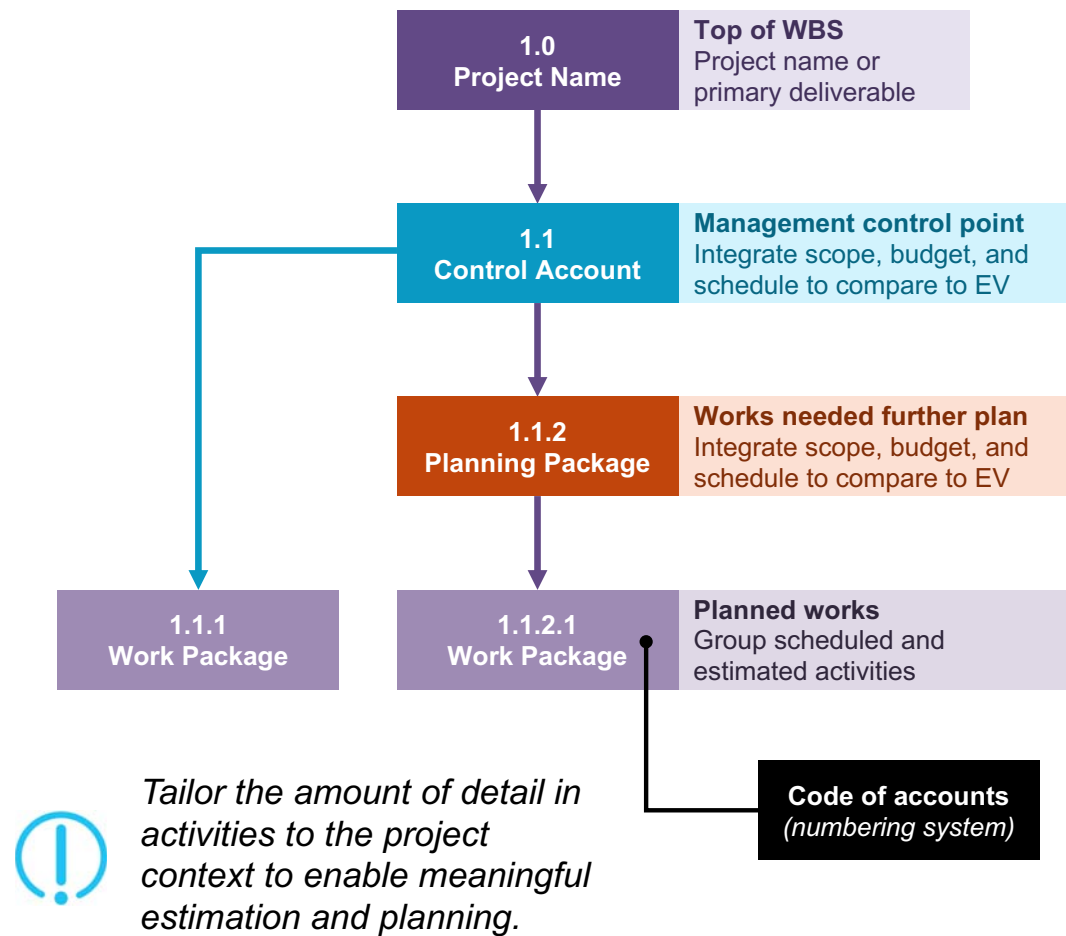 1.0
Project Name
Top of WBS
Project name or
primary deliverable
1.1
Control Account
Management control point
Integrate scope, budget, and
schedule to compare to EV
1.1.2
Planning Package
Works needed further plan
Integrate scope, budget, and
schedule to compare to EV
1.1.1
Work Package
1.1.2.1
Work Package
Planned works
Group scheduled and
estimated activities
Code of accounts
(numbering system)
Tailor the amount of detail in
activities to the project
context to enable meaningful
estimation and planning.